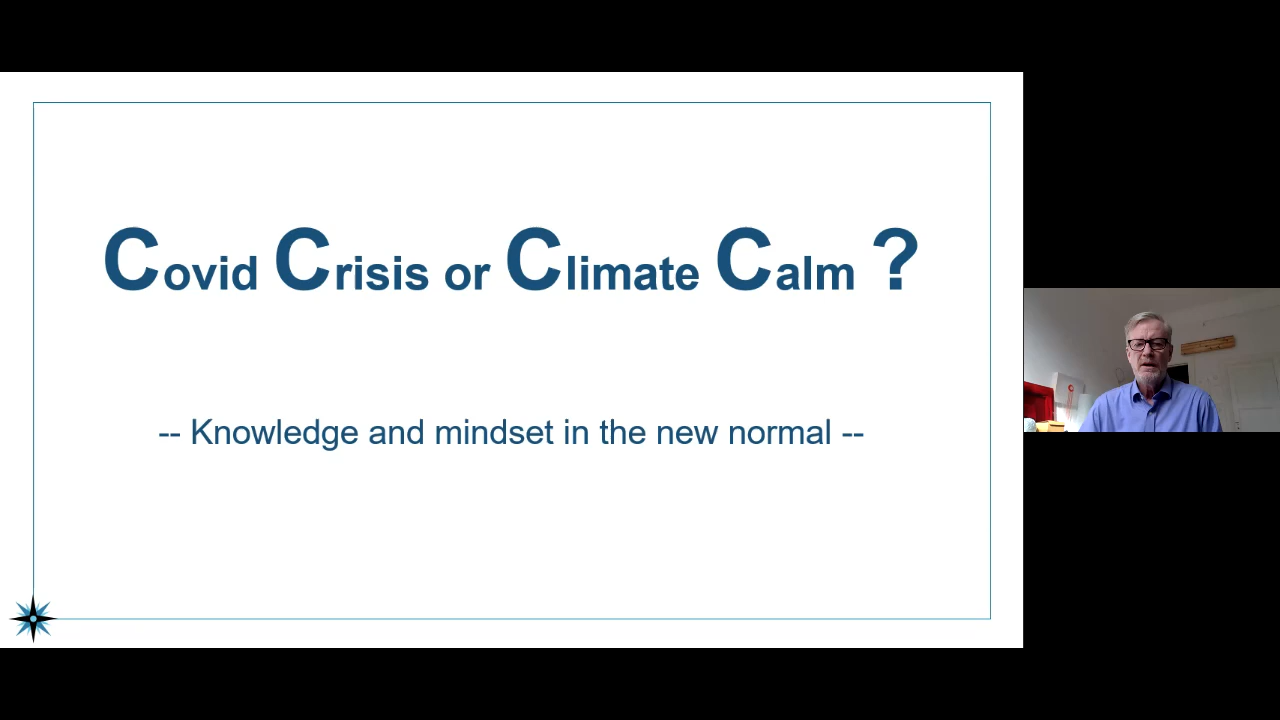 Covid Crisis or Climate Calm ?
-- Knowledge and mindset in the new normal --